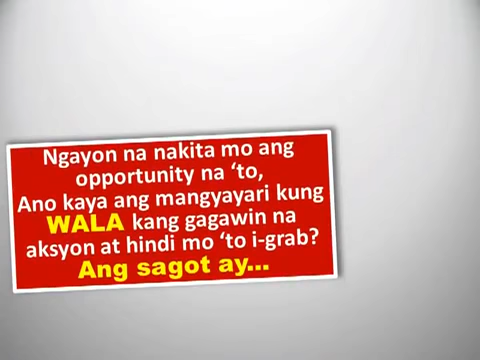 Ngayon na nakita mo ang
opportunity na ‘to,
Ano kaya ang mangyayari kung
WALA kang gagawin na
aksyon at hindi mo ‘to i-grab?
Ang sagot ay...